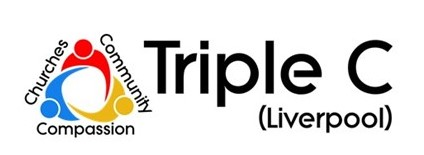 Churches
Community
Compassion
Triple C
(Liverpool)